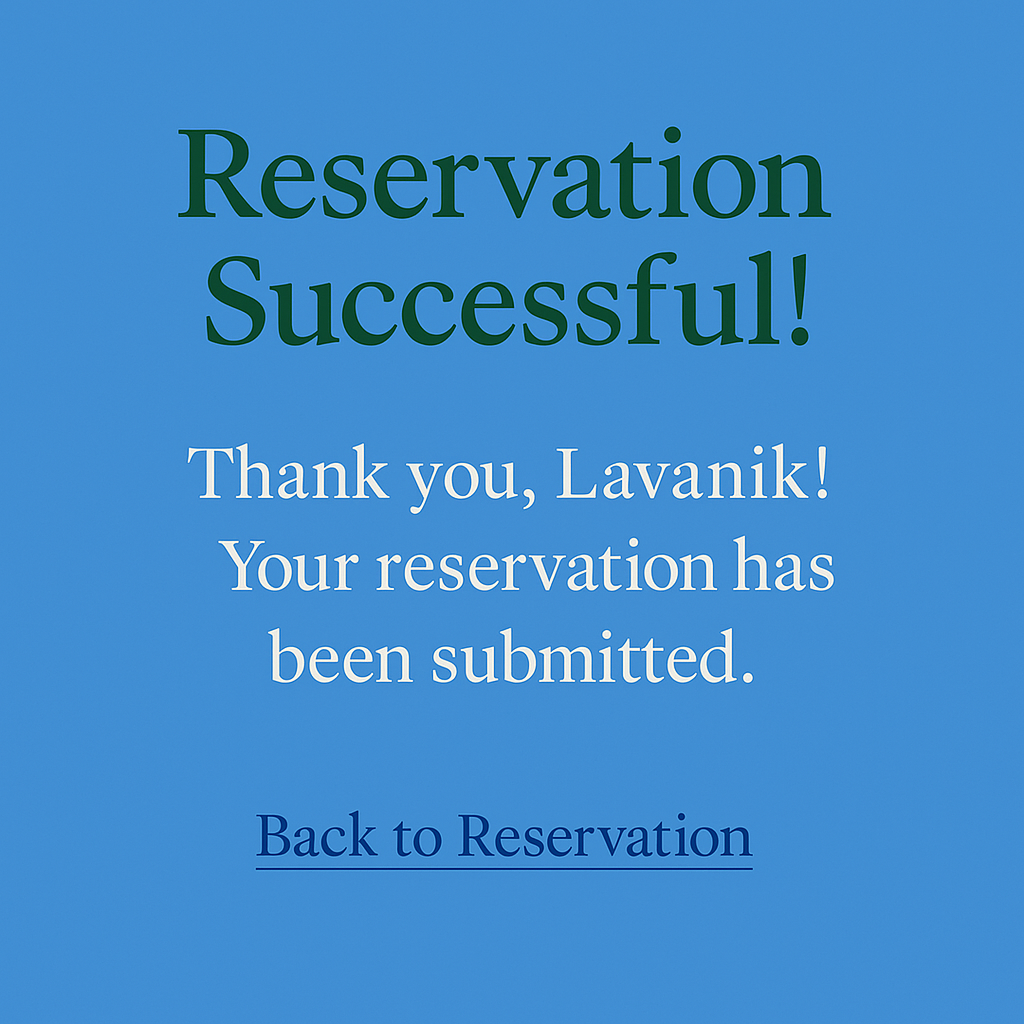 Reservation
Successful!
Thank you, Lavanik!
Your reservation has
been submitted.
Back to Reservation